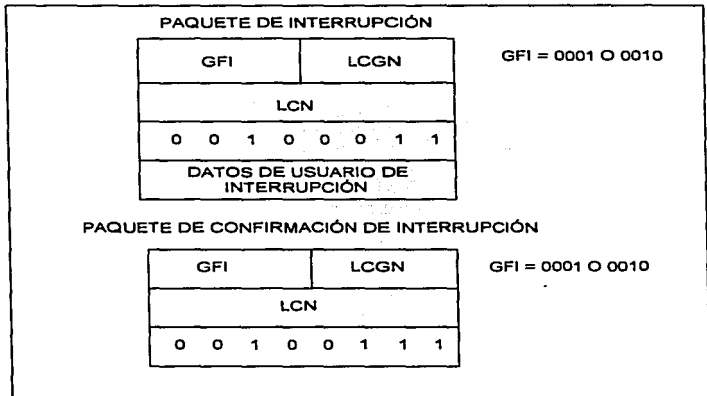 PAQUETE DE INTERRUPCIÓN
GFI LCGN GFI = 0001 O 0010
LCN
0 0 1 0 0 0 1 1
DATOS DE USUARIO DE
INTERRUPCIÓN
PAQUETE DE CONFIRMACIÓN DE INTERRUPCIÓN
GFI LCGN GFI = 0001 O 0010
LCN
0 0 1 0 0 1 1 1